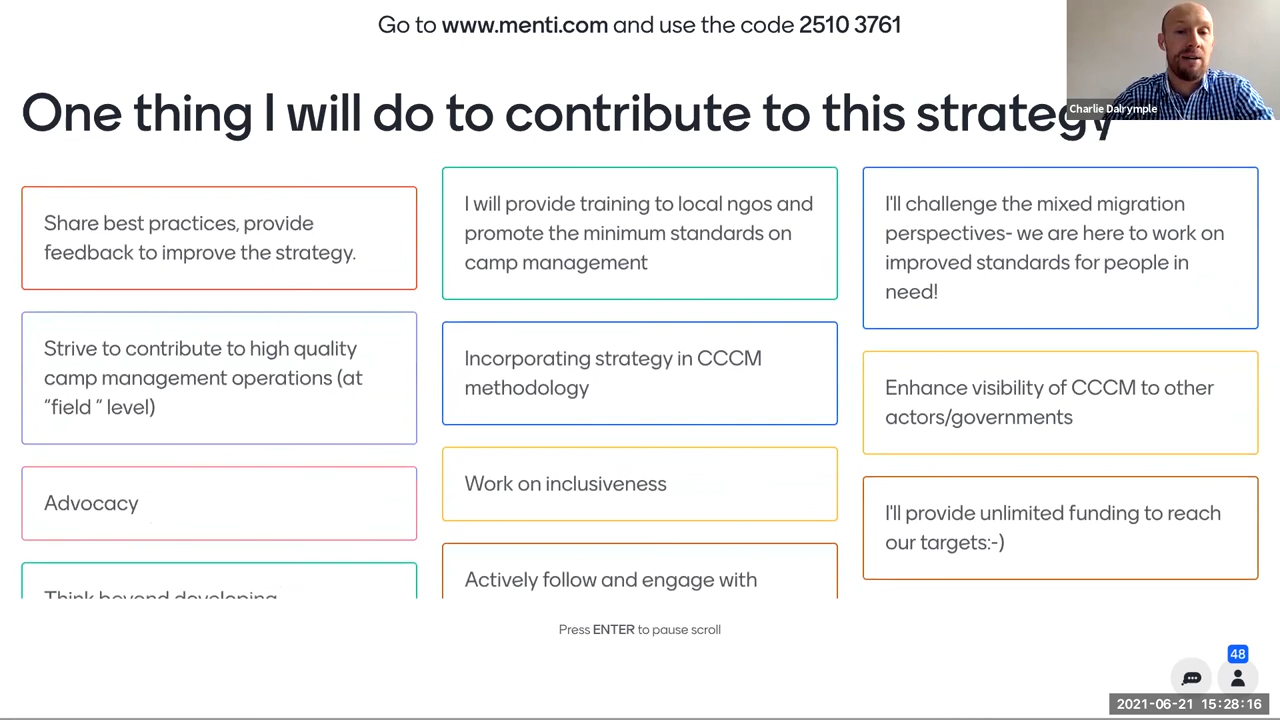 Go to www.menti.com and use the code 2510 3761
Charlie Dalrymple
One thing I will do to contribute to this strategy
Share best practices, provide
feedback to improve the strategy.
Strive to contribute to high quality
camp management operations (at
“field “ level)
Advocacy
Think beyond developing
I will provide training to local ngos and
promote the minimum standards on
camp management
Incorporating strategy in CCCM
methodology
Work on inclusiveness
Actively follow and engage with
I'll challenge the mixed migration
perspectives- we are here to work on
improved standards for people in
need!
Enhance visibility of CCCM to other
actors/governments
I'll provide unlimited funding to reach
our targets:-)
Press ENTER to pause scroll
48
2021-06-21 15:28:16